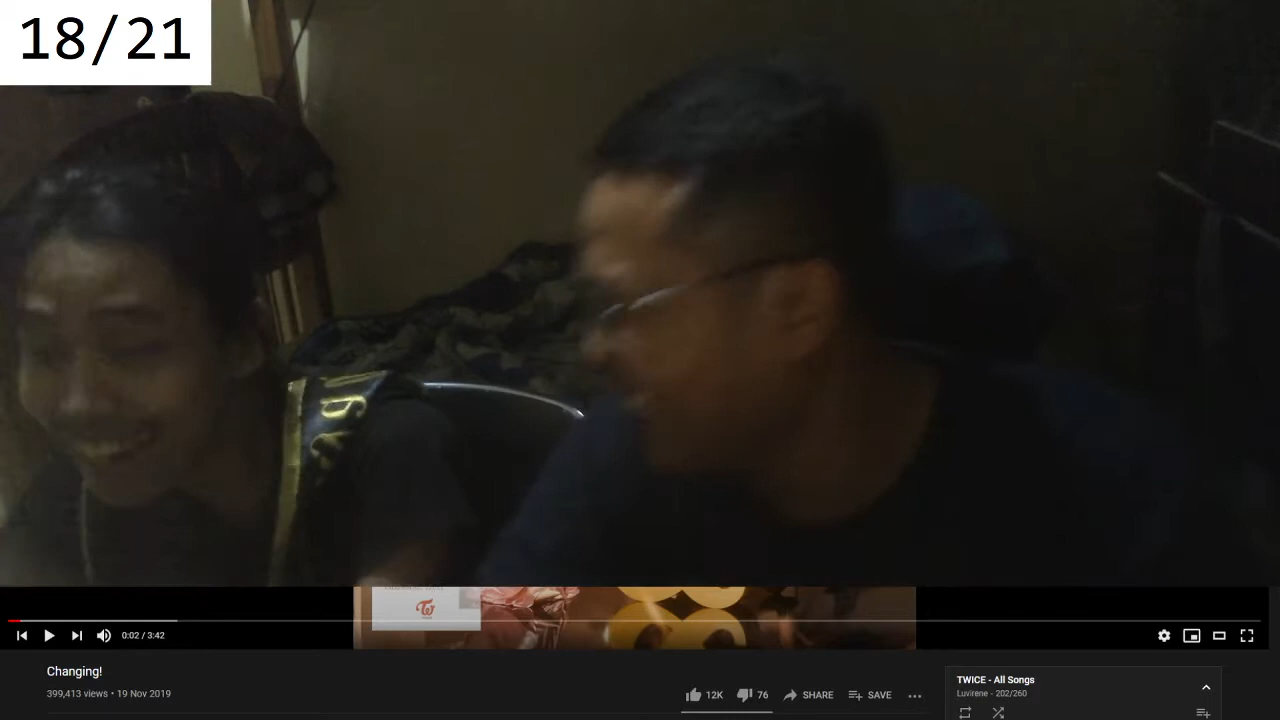 18/21
0:02 / 3:42
Changing!
399,413 views • 19 Nov 2019
12K
76
SHARE
SAVE
TWICE - All Songs
Luvirene - 202/260